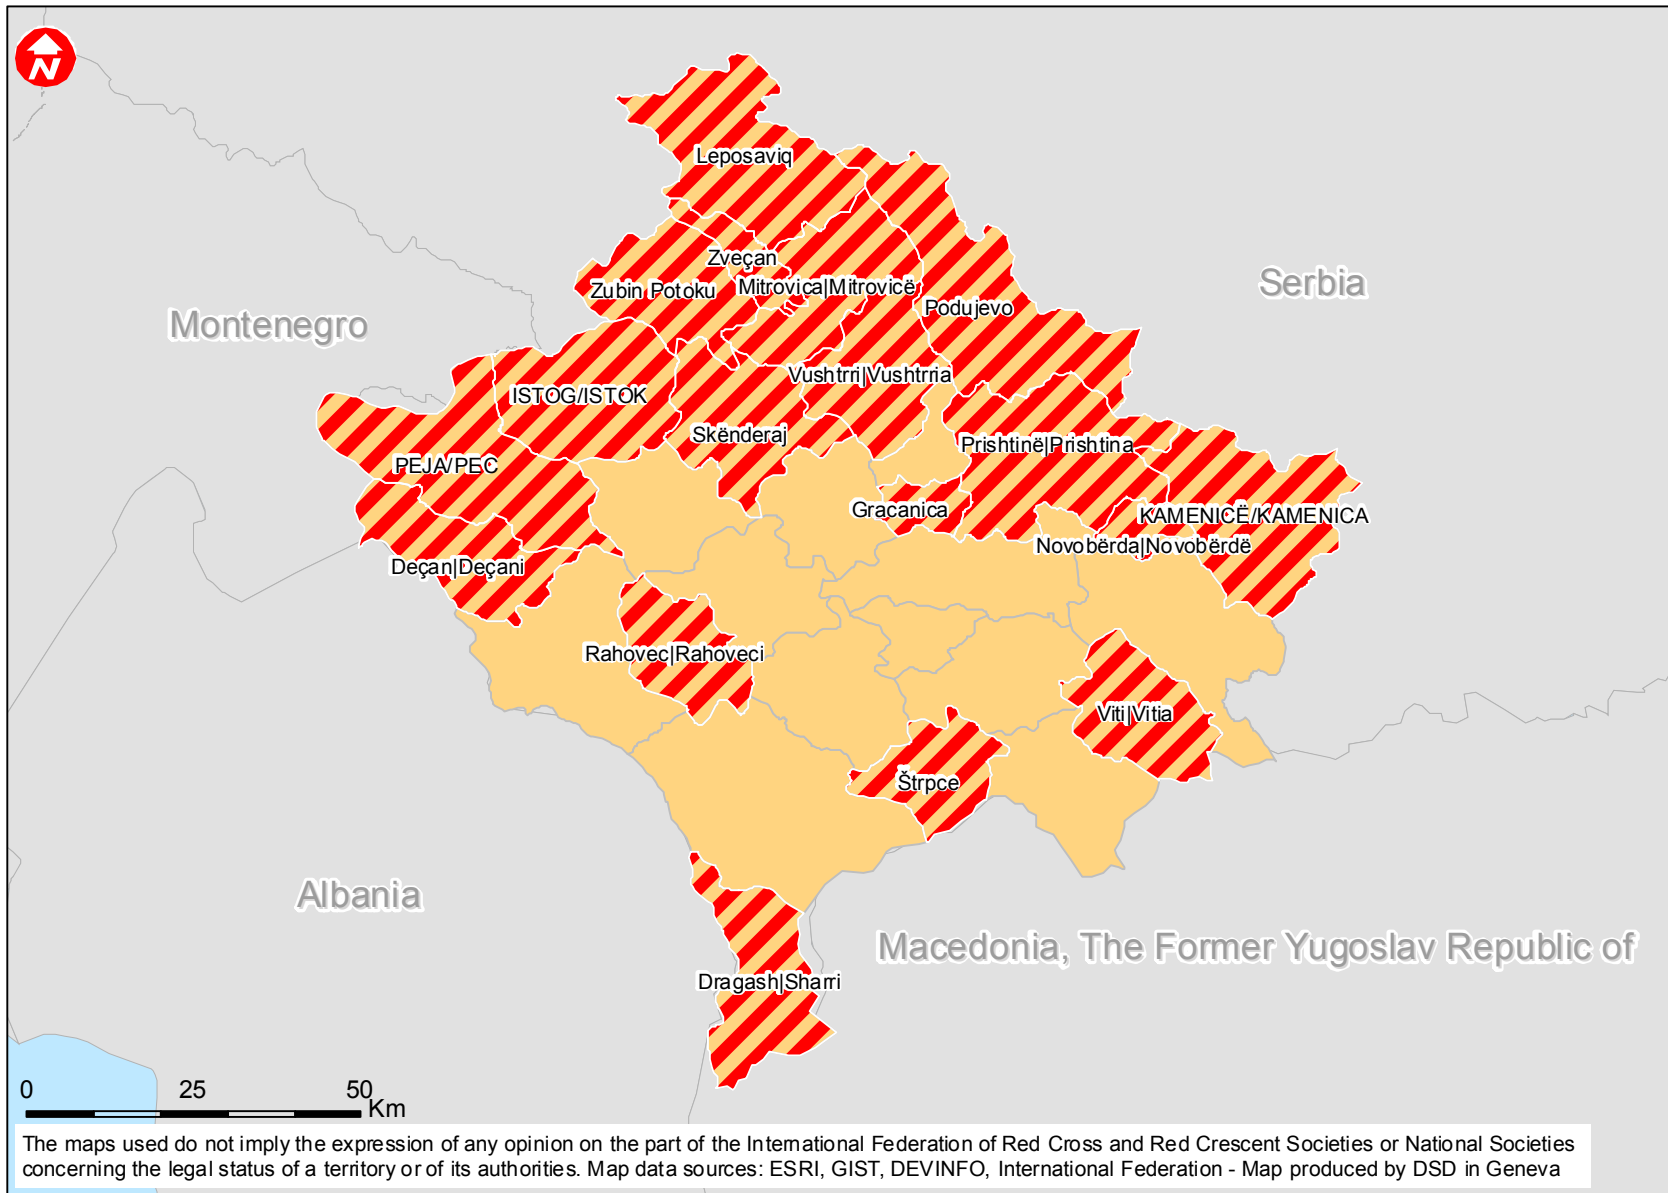 N
Leposaviq
Zveçan
Serbia
Zubin Potoku
Mitrovica|Mitrovicë
Podujevo
Montenegro
Vushtrri|Vushtrria
ISTOG/ISTOK
Skënderaj
Prishtinë|Prishtina
PEJA/PEC
Gracanica
KAMENICË/KAMENICA
Novobërda|Novobërdë
Deçan|Deçani
Rahovec|Rahoveci
Viti|Vitia
Štrpce
Albania
Macedonia, The Former Yugoslav Republic of
Dragash|Sharri
0 25 50
Km
The maps used do not imply the expression of any opinion on the part of the International Federation of Red Cross and Red Crescent Societies or National Societies
concerning the legal status of a territory or of its authorities. Map data sources: ESRI, GIST, DEVINFO, International Federation - Map produced by DSD in Geneva